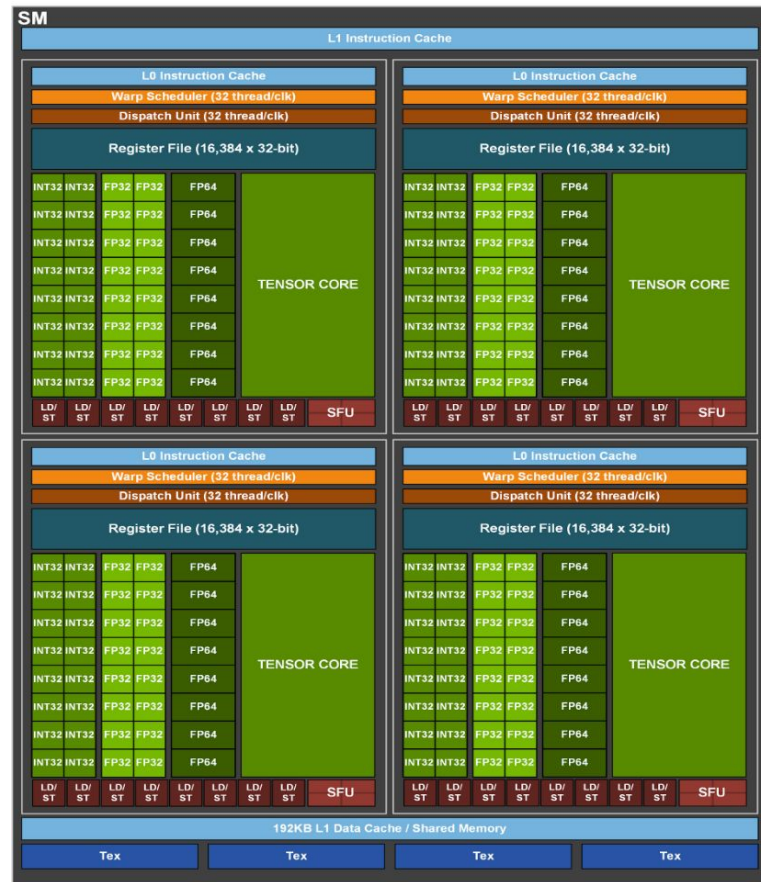 SM
L1 Instruction Cache
L0 Instruction Cache
Warp Scheduler (32 thread/clk)
Dispatch Unit (32 thread/clk)
Register File (16,384 x 32-bit)
INT32 INT32 FP32 FP32 FP64
INT32 INT32 FP32 FP32 FP64
INT32 INT32 FP32 FP32 FP64
INT32 INT32 FP32 FP32 FP64
INT32 INT32 FP32 FP32 FP64
INT32 INT32 FP32 FP32 FP64
INT32 INT32 FP32 FP32 FP64
INT32 INT32 FP32 FP32 FP64
TENSOR CORE
LD/ LD/ LD/ LD/ LD/ LD/ LD/ LD/
ST ST ST ST ST ST ST ST
SFU
L0 Instruction Cache
Warp Scheduler (32 thread/clk)
Dispatch Unit (32 thread/clk)
Register File (16,384 x 32-bit)
INT32 INT32 FP32 FP32 FP64
INT32 INT32 FP32 FP32 FP64
INT32 INT32 FP32 FP32 FP64
INT32 INT32 FP32 FP32 FP64
INT32 INT32 FP32 FP32 FP64
INT32 INT32 FP32 FP32 FP64
INT32 INT32 FP32 FP32 FP64
INT32 INT32 FP32 FP32 FP64
TENSOR CORE
LD/ LD/ LD/ LD/ LD/ LD/ LD/ LD/
ST ST ST ST ST ST ST ST
SFU
L0 Instruction Cache
Warp Scheduler (32 thread/clk)
Dispatch Unit (32 thread/clk)
Register File (16,384 x 32-bit)
INT32 INT32 FP32 FP32 FP64
INT32 INT32 FP32 FP32 FP64
INT32 INT32 FP32 FP32 FP64
INT32 INT32 FP32 FP32 FP64
INT32 INT32 FP32 FP32 FP64
INT32 INT32 FP32 FP32 FP64
INT32 INT32 FP32 FP32 FP64
INT32 INT32 FP32 FP32 FP64
TENSOR CORE
LD/ LD/ LD/ LD/ LD/ LD/ LD/ LD/
ST ST ST ST ST ST ST ST
SFU
L0 Instruction Cache
Warp Scheduler (32 thread/clk)
Dispatch Unit (32 thread/clk)
Register File (16,384 x 32-bit)
INT32 INT32 FP32 FP32 FP64
INT32 INT32 FP32 FP32 FP64
INT32 INT32 FP32 FP32 FP64
INT32 INT32 FP32 FP32 FP64
INT32 INT32 FP32 FP32 FP64
INT32 INT32 FP32 FP32 FP64
INT32 INT32 FP32 FP32 FP64
INT32 INT32 FP32 FP32 FP64
TENSOR CORE
LD/ LD/ LD/ LD/ LD/ LD/ LD/ LD/
ST ST ST ST ST ST ST ST
SFU
192KB L1 Data Cache / Shared Memory
Tex Tex Tex Tex